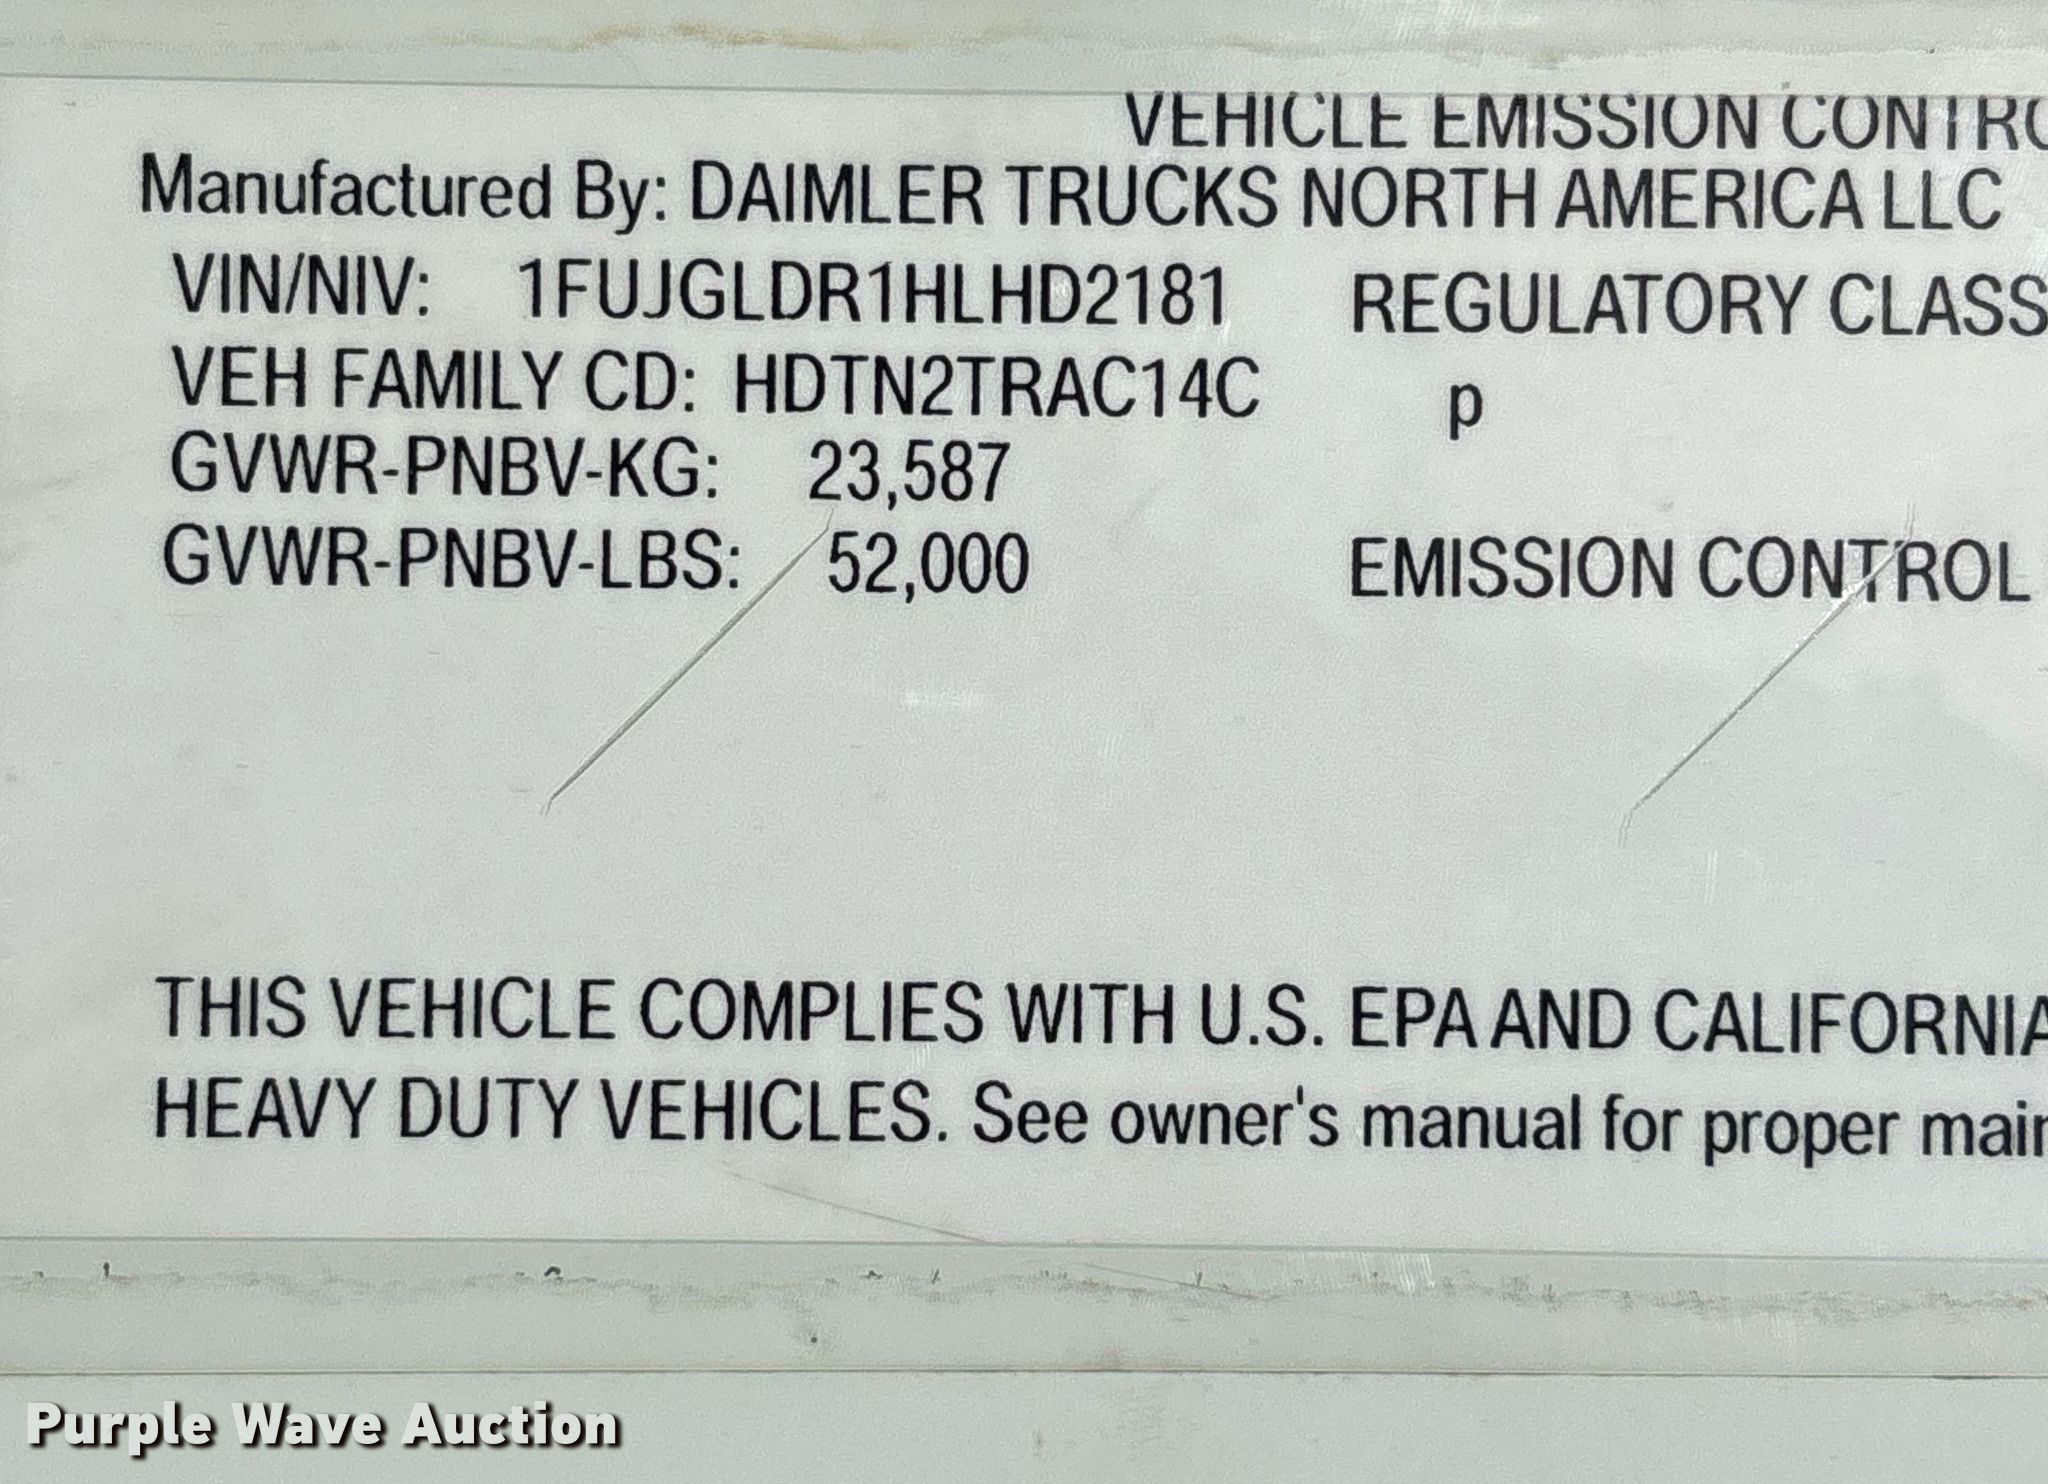 VEHICLE EMISSION CONTRO
Manufactured By: DAIMLER TRUCKS NORTH AMERICA LLC
VIN/NIV: 1FUJGLDR1HLHD2181 REGULATORY CLASS
VEH FAMILY CD: HDTN2TRAC14C p
GVWR-PNBV-KG: 23,587
GVWR-PNBV-LBS: 52,000 EMISSION CONTROL
THIS VEHICLE COMPLIES WITH U.S. EPA AND CALIFORNIA
HEAVY DUTY VEHICLES. See owner's manual for proper main
Purple Wave Auction